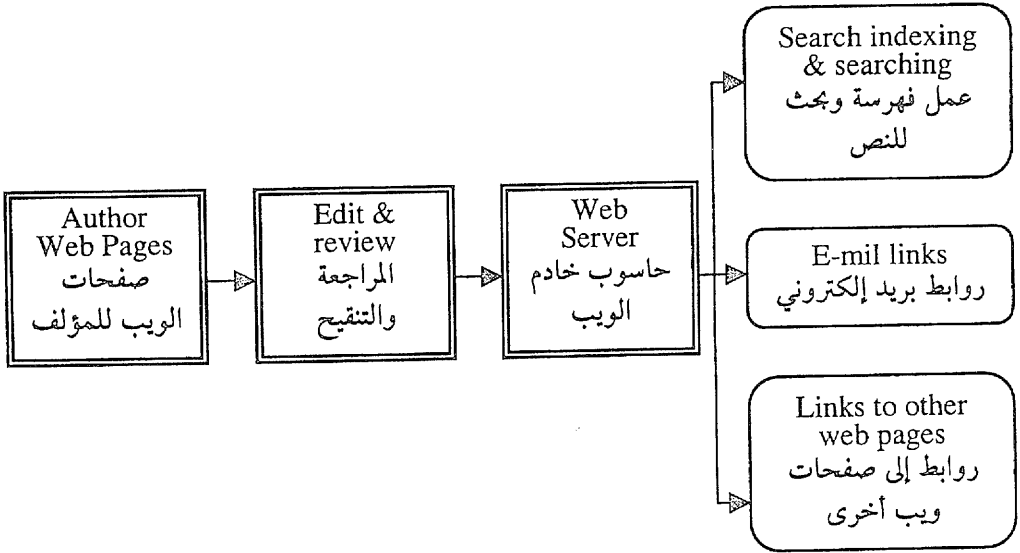 Author
Web Pages
صفحات
الويب للمؤلف
Edit &
review
المراجعة
والتنقيح
Web
Server
حاسوب خادم
الويب
Search indexing
& searching
عمل فهرسة وبحث
للنص
E-mil links
روابط بريد إلكتروني
Links to other
web pages
روابط إلى صفحات
ويب أخرى